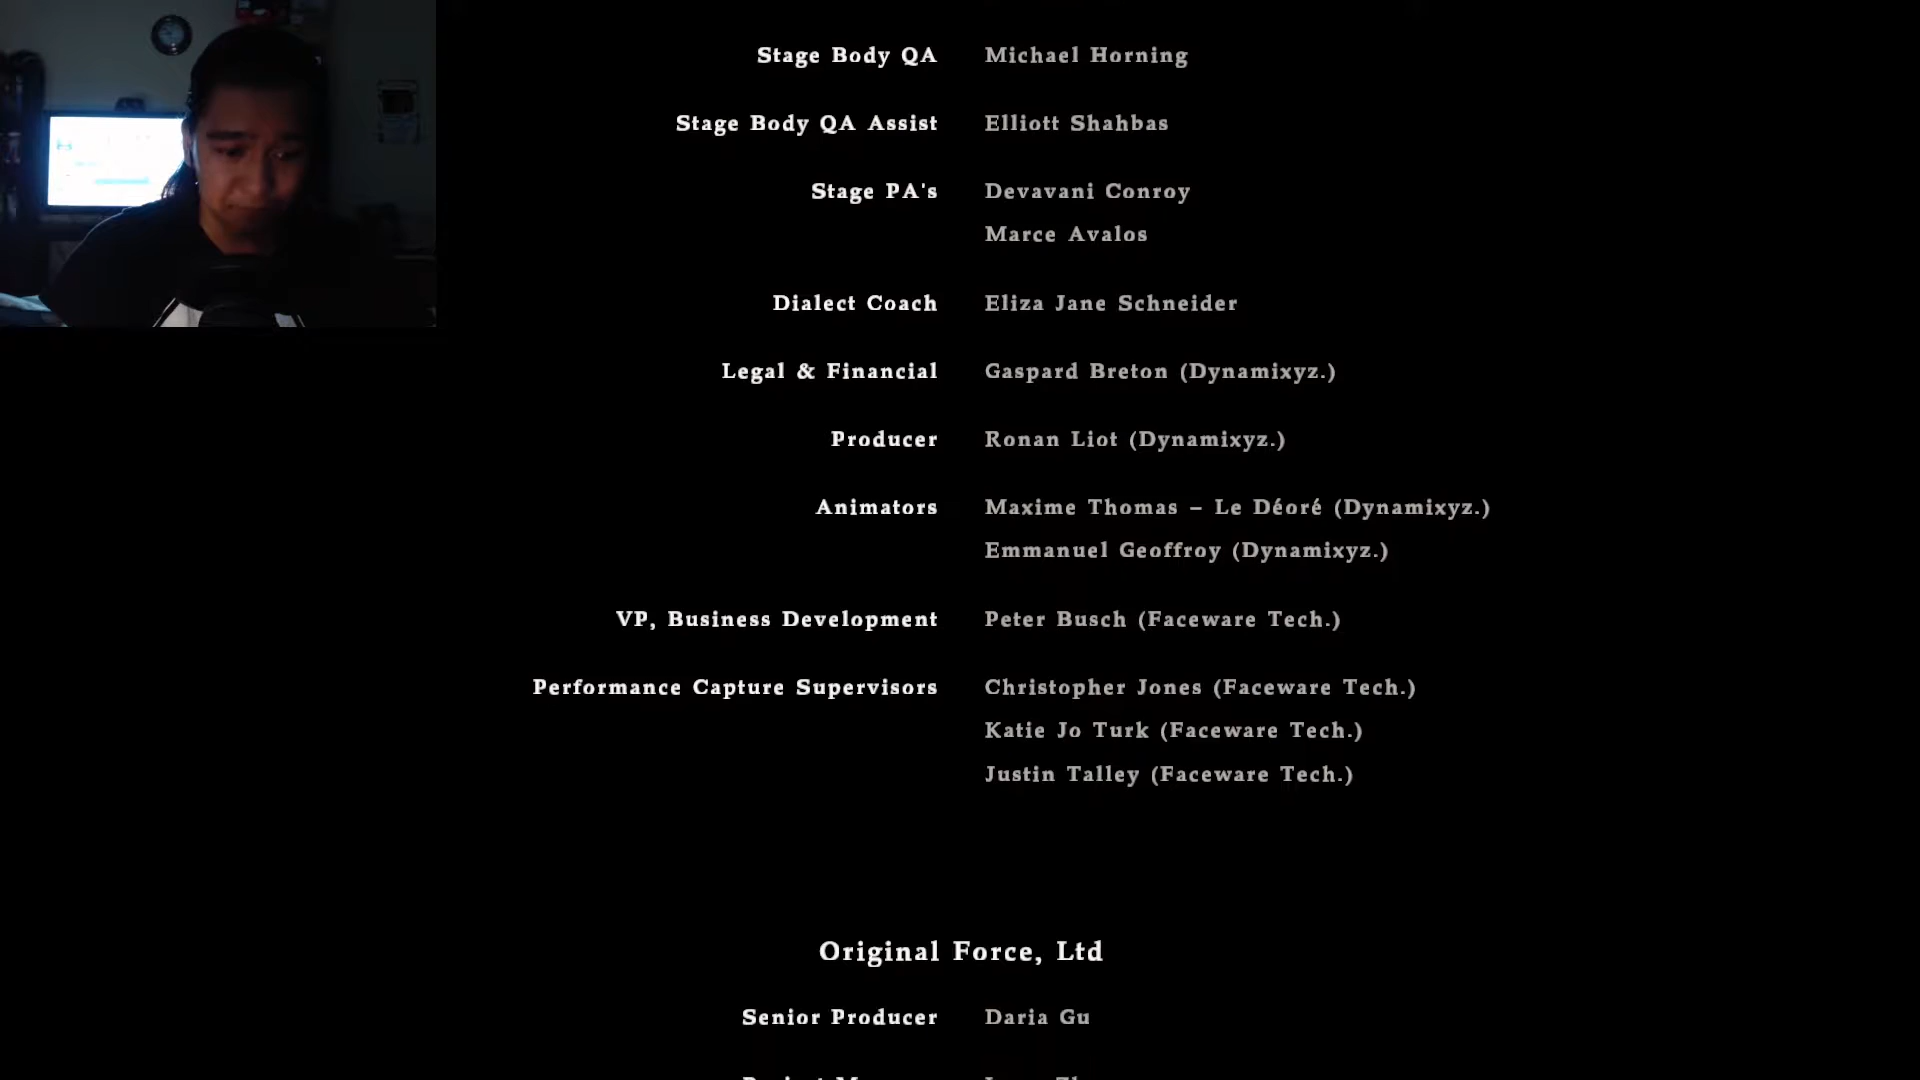 Stage Body QA Michael Horning
Stage Body QA Assist Elliott Shahbas
Stage PA's Devavani Conroy
Marce Avalos
Dialect Coach Eliza Jane Schneider
Legal & Financial Gaspard Breton (Dynamixyz.)
Producer Ronan Liot (Dynamixyz.)
Animators Maxime Thomas – Le Déoré (Dynamixyz.)
Emmanuel Geoffroy (Dynamixyz.)
VP, Business Development Peter Busch (Faceware Tech.)
Performance Capture Supervisors Christopher Jones (Faceware Tech.)
Katie Jo Turk (Faceware Tech.)
Justin Talley (Faceware Tech.)
Original Force, Ltd
Senior Producer Daria Gu